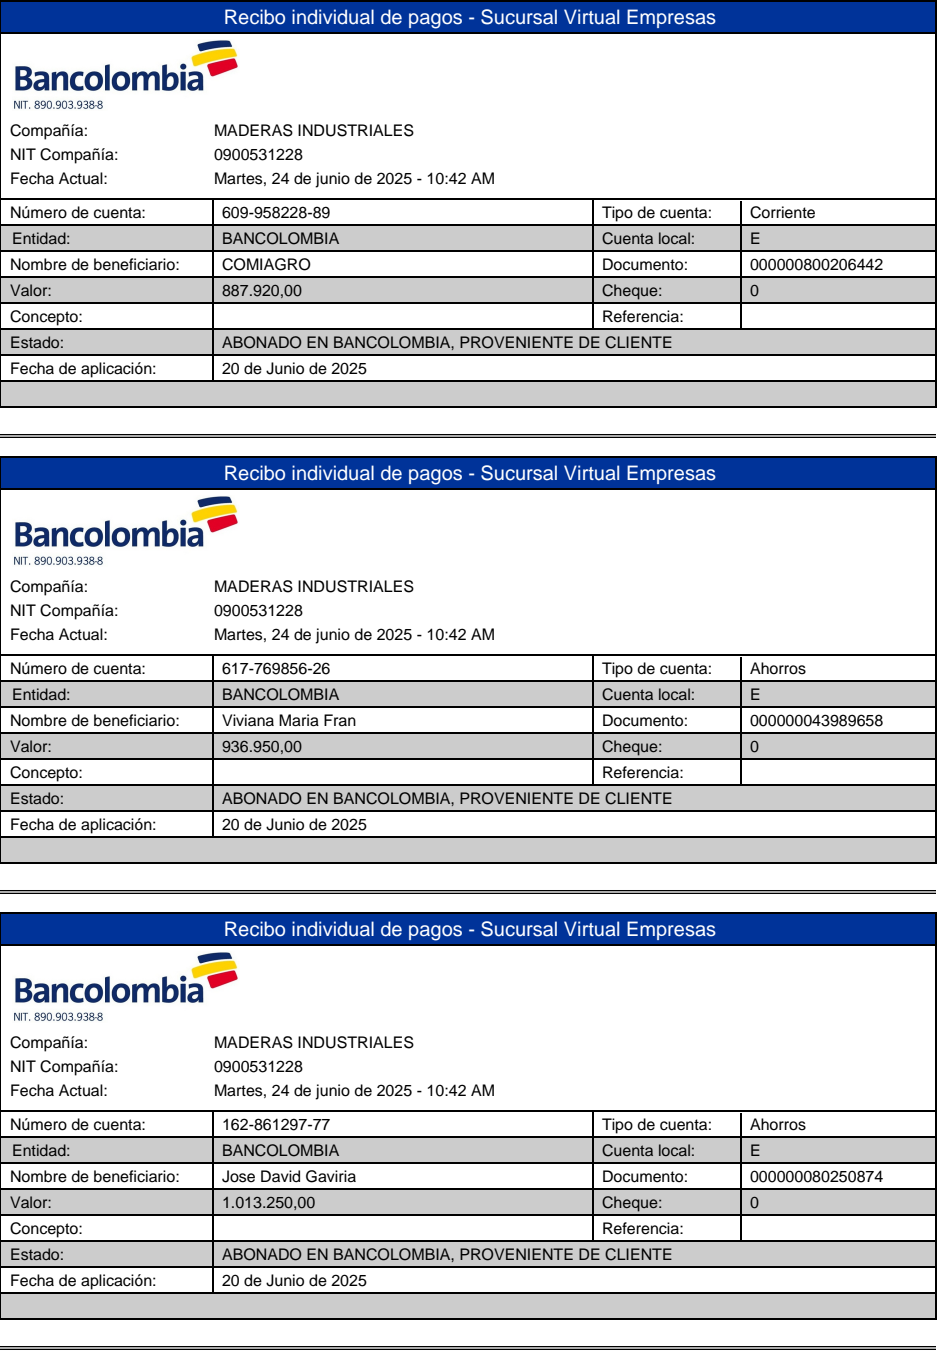 Recibo individual de pagos - Sucursal Virtual Empresas
Bancolombia
NIT. 890.903.938-8
Compañía: MADERAS INDUSTRIALES
NIT Compañía: 0900531228
Fecha Actual: Martes, 24 de junio de 2025 - 10:42 AM
Número de cuenta: 609-958228-89 Tipo de cuenta: Corriente
Entidad: BANCOLOMBIA Cuenta local: E
Nombre de beneficiario: COMIAGRO Documento: 000000800206442
Valor: 887.920,00 Cheque: 0
Concepto: Referencia:
Estado: ABONADO EN BANCOLOMBIA, PROVENIENTE DE CLIENTE
Fecha de aplicación: 20 de Junio de 2025
Recibo individual de pagos - Sucursal Virtual Empresas
Bancolombia
NIT. 890.903.938-8
Compañía: MADERAS INDUSTRIALES
NIT Compañía: 0900531228
Fecha Actual: Martes, 24 de junio de 2025 - 10:42 AM
Número de cuenta: 617-769856-26 Tipo de cuenta: Ahorros
Entidad: BANCOLOMBIA Cuenta local: E
Nombre de beneficiario: Viviana Maria Fran Documento: 000000043989658
Valor: 936.950,00 Cheque: 0
Concepto: Referencia:
Estado: ABONADO EN BANCOLOMBIA, PROVENIENTE DE CLIENTE
Fecha de aplicación: 20 de Junio de 2025
Recibo individual de pagos - Sucursal Virtual Empresas
Bancolombia
NIT. 890.903.938-8
Compañía: MADERAS INDUSTRIALES
NIT Compañía: 0900531228
Fecha Actual: Martes, 24 de junio de 2025 - 10:42 AM
Número de cuenta: 162-861297-77 Tipo de cuenta: Ahorros
Entidad: BANCOLOMBIA Cuenta local: E
Nombre de beneficiario: Jose David Gaviria Documento: 000000080250874
Valor: 1.013.250,00 Cheque: 0
Concepto: Referencia:
Estado: ABONADO EN BANCOLOMBIA, PROVENIENTE DE CLIENTE
Fecha de aplicación: 20 de Junio de 2025